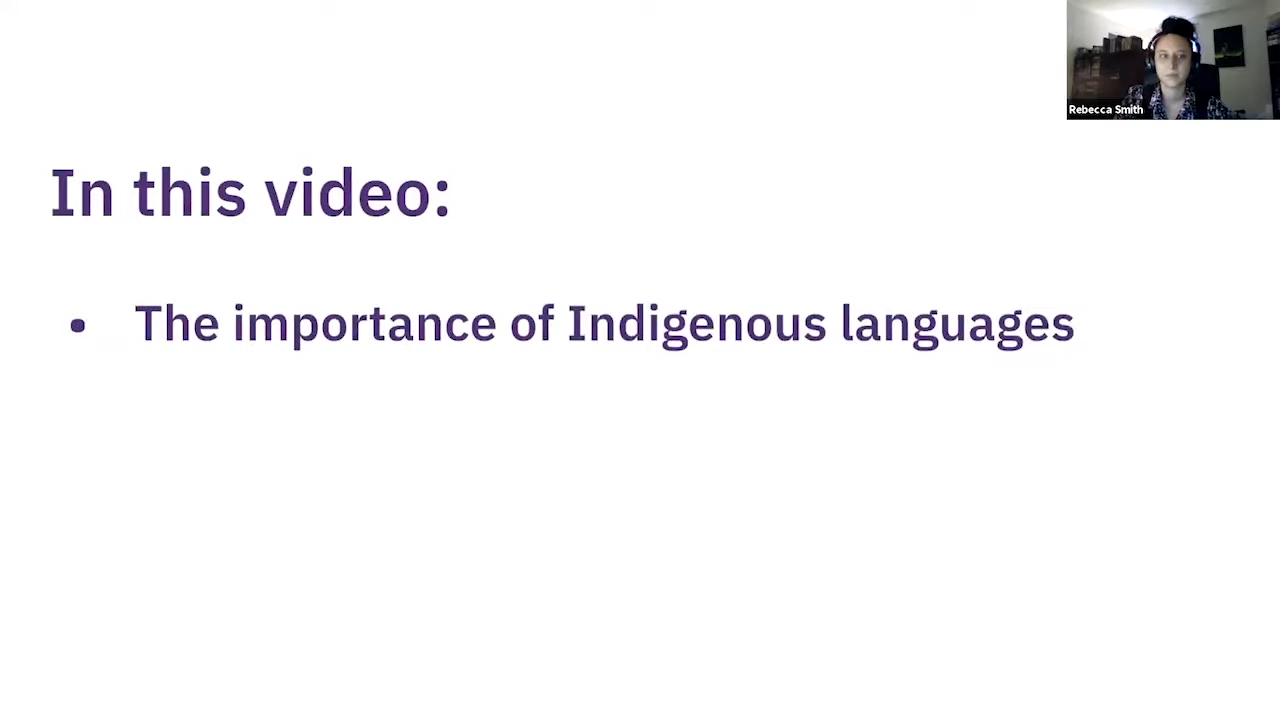 Rebecca Smith
In this video:
• The importance of Indigenous languages